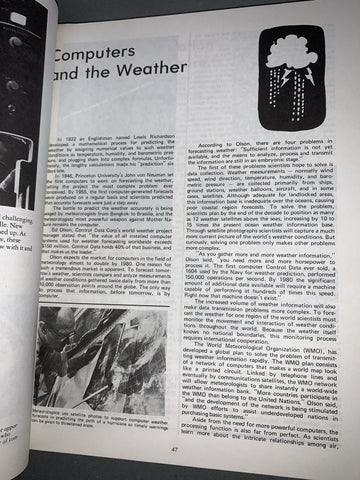 Computers
and the Weather
In 1922 an Englishman named Lewis Richardson
developed a mathematical process for predicting the
weather by assigning numerical values to such weather
conditions as temperature, humidity, and barometric pres-
sure, and plugging them into complex formulas. Unfortu-
nately, the lengthy calculations made his "prediction" six
days late.
In 1946, Princeton University's John von Neuman set
the first computers to work on forecasting the weather,
calling the project the most complex problem ever
conceived. By 1955, the first computer-generated forecasts
were produced on a regular basis and scientists predicted
that accurate forecasts were just a step away.
The battle to predict the weather accurately is being
waged by meteorologists from Bangkok to Brasilia, and the
meteorologists' most powerful weapon against Mother Na-
ture remains the computer.
Ed Olson, Control Data Corp's world weather project
manager stated that, "the value of all installed computer
systems used for weather forecasting worldwide exceeds
$100 million. Control Data holds 40% of that business, and
that makes us the leader."
Olson expects the market for computers in the field of
meteorology almost to double by 1980. One reason for
such a tremendous market is apparent. To forecast tomor-
row's weather, scientists compute and analyze measurements
of weather conditions gathered twice daily from more than
10,000 observation points around the globe. The only way
to process that information, before tomorrow, is by
computer.
Meteorologists use satellite photos to support computer weather
forecasts in predicting the path of a hurricane so timely warnings
can be given to threatened areas.
According to Olson, there are four problems in
forecasting weather: "Sufficient information is not yet
available, and the means to analyze, process and transmit
the information are still in an embryonic stage."
The first of these problems scientists hope to solve is
data collection. Weather measurements — normally wind
speed, wind direction, temperature, humidity, and baro-
metric pressure — are collected primarily from ships,
ground stations, weather balloons, aircraft, and in some
cases, satellites. Although adequate for landlocked areas,
this information base is inadequate over the oceans, causing
poor coastal region forecasts. To solve the problem,
scientists plan by the end of the decade to position as many
as 12 weather satellites above the seas, increasing by 10 to
15 times the present ocean weather information base.
Through satellite photographs scientists will capture a much
more current picture of the world's weather conditions. But
curiously, solving one problem only makes other problems
more complex.
"As you gather more and more weather information,"
Olson said, "you need more and more horsepower to
process it. The first computer Control Data ever sold, a
1604 used by the Navy for weather prediction, performed
150,000 operations per second. By 1980 the significant
amount of additional data available will require a machine
capable of performing at hundreds of times this speed.
Right now that machine doesn't exist."
The increased volume of weather information will also
make data transmission problems more complex. To fore-
cast the weather for one region of the world scientists must
monitor the movement and interaction of weather condi-
tions throughout the world. Because the weather itself
knows no national boundaries, this monitoring process
requires international cooperation.
The World Meteorological Organization (WMO), has
developed a global plan to solve the problem of transmit-
ting weather information rapidly. The WMO plan consists
of a network of computers that makes a world map look
like a printed circuit. Linked by telephone lines and
eventually by communications satellites, the WMO network
will allow meteorologists to share instantly a world-wide
weather information bank. "More countries participate in
the WMO than belong to the United Nations," Olson said,
"and the development of the network is being stimulated
by WMO efforts to assist underdeveloped nations in
purchasing basic systems."
Aside from the need for more powerful computers, the
processing function is also far from perfect. As scientists
learn more about the intricate relationships among air,
47